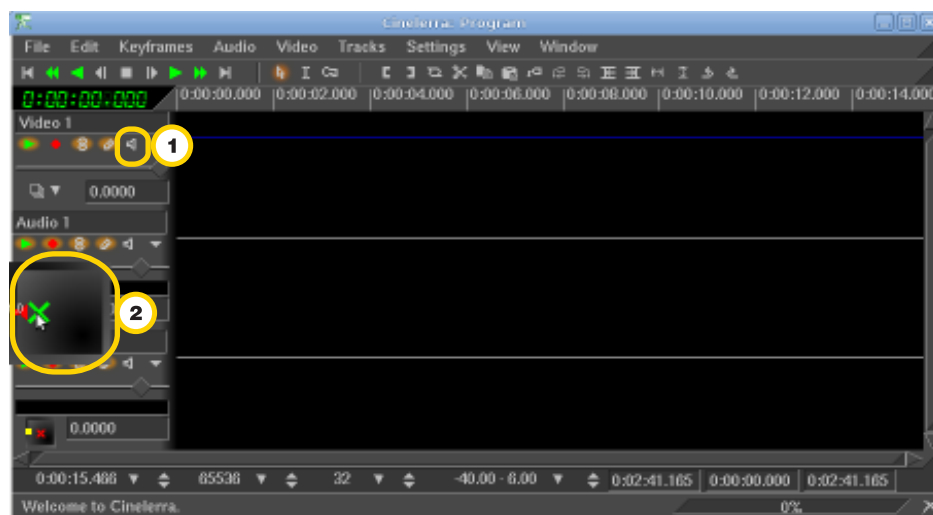 Cinelerra: Program
File Edit Keyframes Audio Video Tracks Settings View Window
0:00:00.000 0:00:00.000 0:00:02.000 0:00:04.000 0:00:06.000 0:00:08.000 0:00:10.000 0:00:12.000 0:00:14.000
Video 1
1
0.0000
Audio 1
0
2
0.0000
0:00:15.466 65536 32 -40.00 - 6.00 0:02:41.165 0:00:00.000 0:02:41.165
Welcome to Cinelerra. 0%